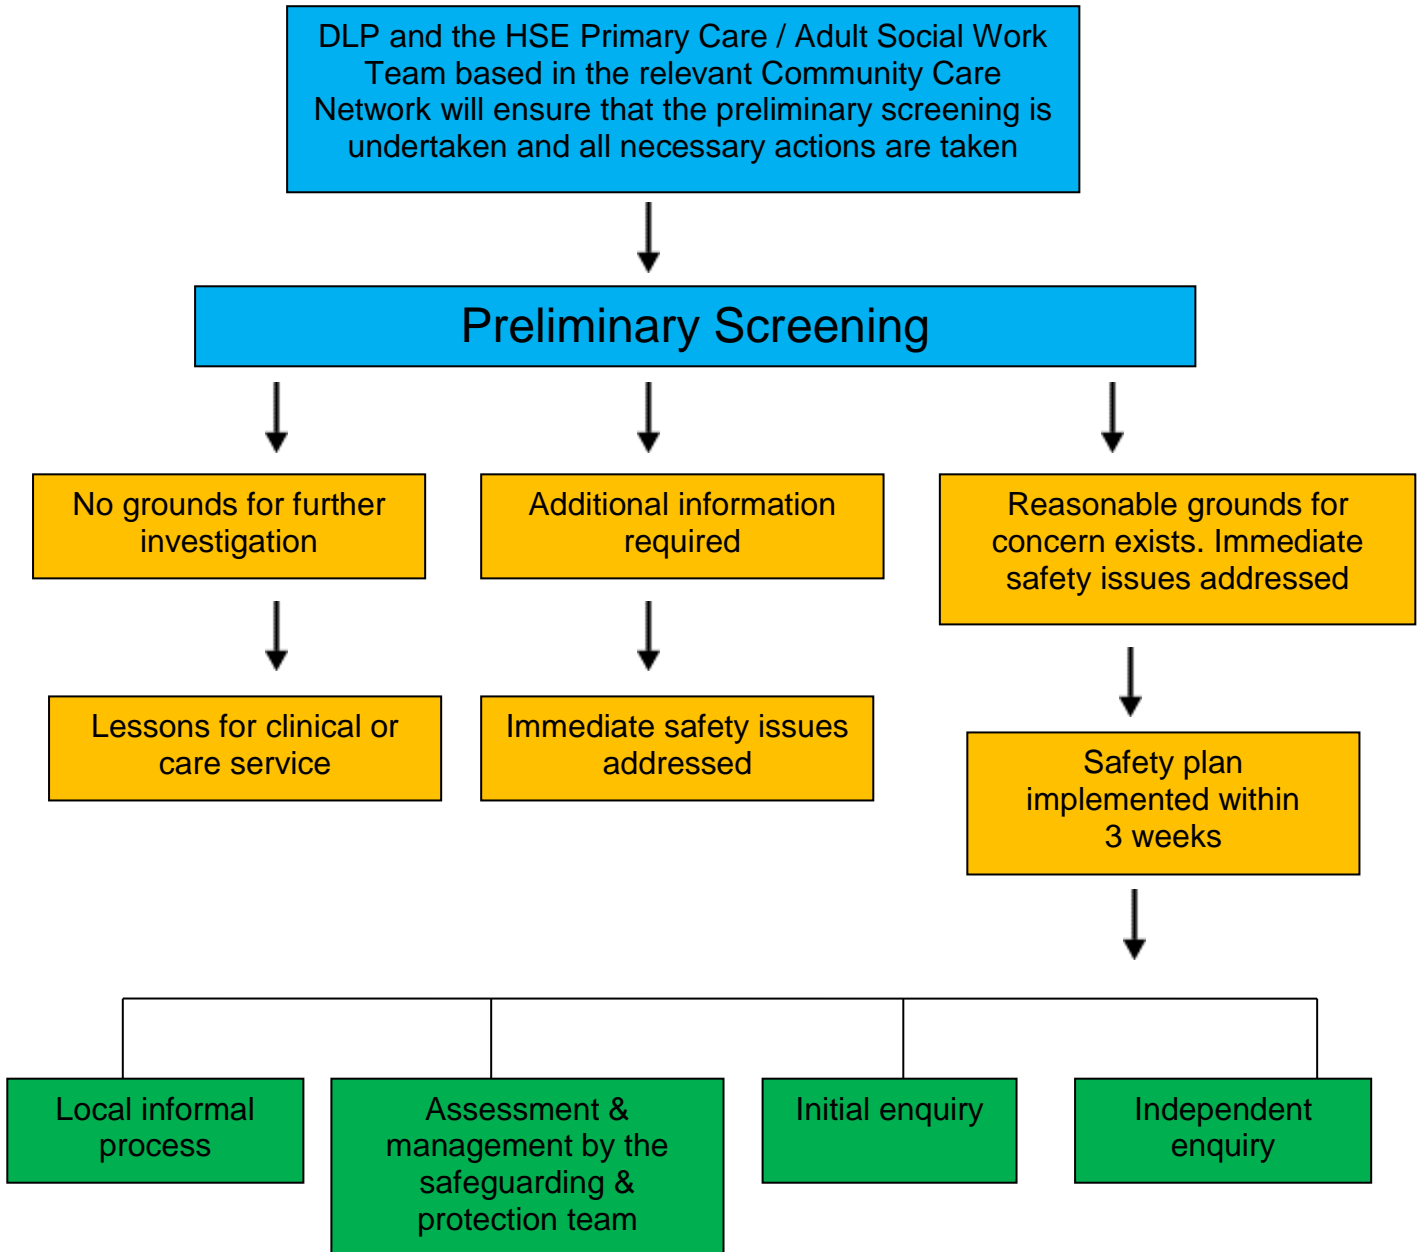 DLP and the HSE Primary Care / Adult Social Work
Team based in the relevant Community Care
Network will ensure that the preliminary screening is
undertaken and all necessary actions are taken
Preliminary Screening
No grounds for further
investigation
Additional information
required
Reasonable grounds for
concern exists. Immediate
safety issues addressed
Lessons for clinical or
care service
Immediate safety issues
addressed
Safety plan
implemented within
3 weeks
Local informal
process
Assessment &
management by the
safeguarding &
protection team
Initial enquiry
Independent
enquiry